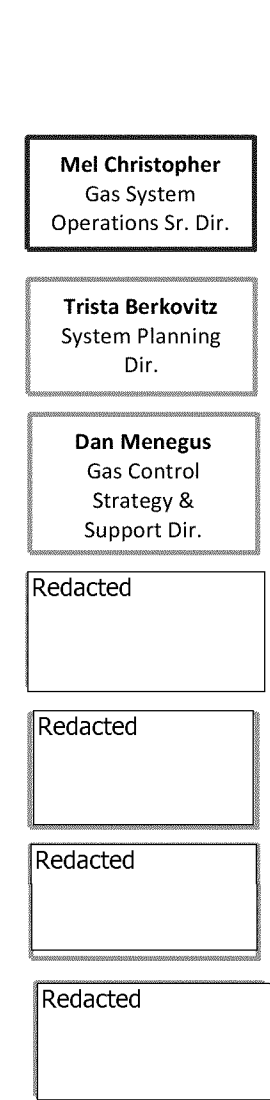 Mel Christopher
Gas System
Operations Sr. Dir.
Trista Berkovitz
System Planning
Dir.
Dan Menegus
Gas Control
Strategy &
Support Dir.
Redacted
Redacted
Redacted
Redacted